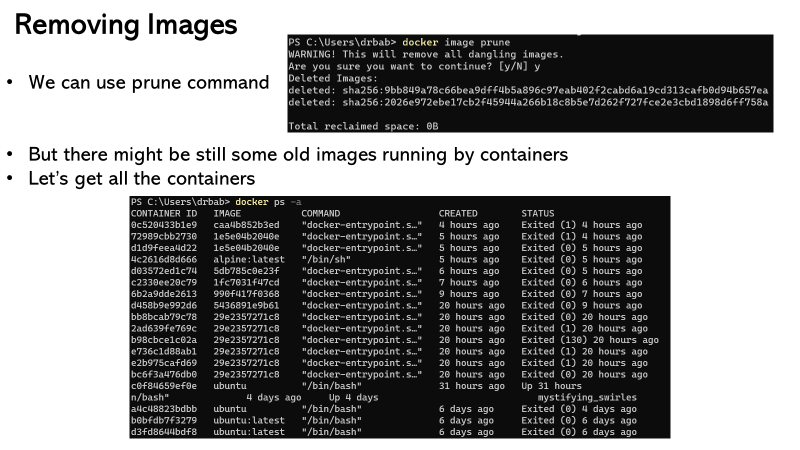 Removing Images
• We can use prune command
PS C:\Users\drbab> docker image prune
WARNING! This will remove all dangling images.
Are you sure you want to continue? [y/N] y
Deleted Images:
deleted: sha256:9bb849a78c66bea9dff4b5a896c97eab402f2cabd6a19cd313cafb0d94b657ea
deleted: sha256:2026e972ebe17cb2f45944a266b18c8b5e7d262f727fce2e3cbd1898d6ff758a
Total reclaimed space: 0B
• But there might be still some old images running by containers
• Let's get all the containers
PS C:\Users\drbab> docker ps -a
CONTAINER ID IMAGE COMMAND CREATED STATUS
0c520433b1e9 caa4b852b3ed "docker-entrypoint.s…" 4 hours ago Exited (1) 4 hours ago
72989cbb2730 1e5e04b2040e "docker-entrypoint.s…" 5 hours ago Exited (1) 4 hours ago
d1d9feea4d22 1e5e04b2040e "docker-entrypoint.s…" 5 hours ago Exited (0) 5 hours ago
4c2616d8d666 alpine:latest "/bin/sh" 5 hours ago Exited (0) 5 hours ago
d03572ed1c74 5db785c0e23f "docker-entrypoint.s…" 6 hours ago Exited (0) 5 hours ago
c2330ee20c79 1fc7031f47cd "docker-entrypoint.s…" 7 hours ago Exited (0) 6 hours ago
6b2a9dde2613 990f417f0368 "docker-entrypoint.s…" 9 hours ago Exited (0) 7 hours ago
d458b9e992d6 5436891e9b61 "docker-entrypoint.s…" 20 hours ago Exited (0) 9 hours ago
bb8bcab79c78 29e2357271c8 "docker-entrypoint.s…" 20 hours ago Exited (0) 20 hours ago
2ad639fe769c 29e2357271c8 "docker-entrypoint.s…" 20 hours ago Exited (1) 20 hours ago
b98cbce1c02a 29e2357271c8 "docker-entrypoint.s…" 20 hours ago Exited (130) 20 hours ago
e736c1d88ab1 29e2357271c8 "docker-entrypoint.s…" 20 hours ago Exited (1) 20 hours ago
e2b975cafd69 29e2357271c8 "docker-entrypoint.s…" 20 hours ago Exited (1) 20 hours ago
bc6f3a476db0 29e2357271c8 "docker-entrypoint.s…" 20 hours ago Exited (0) 20 hours ago
c0f84659ef0e ubuntu "/bin/bash" 31 hours ago Up 31 hours
n/bash" 4 days ago Up 4 days mystifying_swirles
a4c48823bdbb ubuntu "/bin/bash" 6 days ago Exited (0) 4 days ago
b0bfdb7f3279 ubuntu:latest "/bin/bash" 6 days ago Exited (0) 6 days ago
d3fd8644bdf8 ubuntu:latest "/bin/bash" 6 days ago Exited (0) 6 days ago